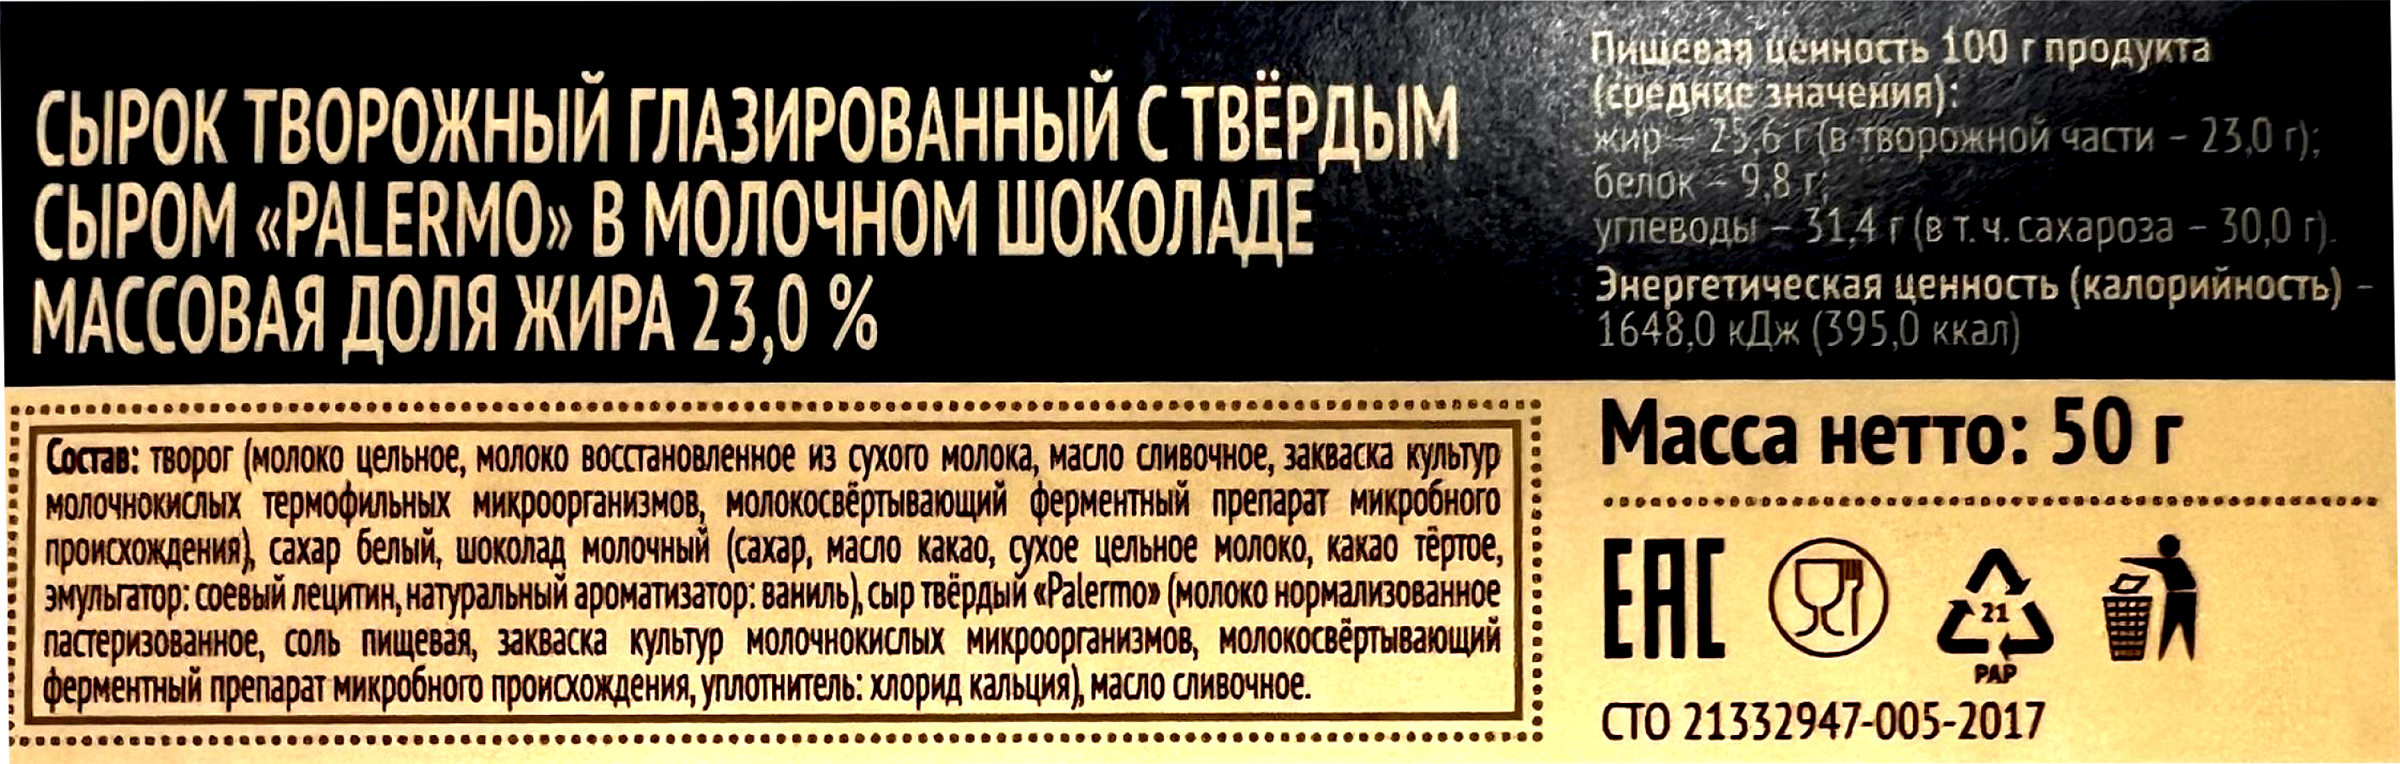 СЫРОК ТВОРОЖНЫЙ ГЛАЗИРОВАННЫЙ С ТВЁРДЫМ
СЫРОМ «PALERMO» В МОЛОЧНОМ ШОКОЛАДЕ
МАССОВАЯ ДОЛЯ ЖИРА 23,0 %
Пищевая ценность 100 г продукта
(средние значения):
жир – 25,6 г (в творожной части – 23,0 г);
белок – 9,8 г;
углеводы – 31,4 г (в т. ч. сахароза – 30,0 г).
Энергетическая ценность (калорийность) –
1648,0 кДж (395,0 ккал)
Состав: творог (молоко цельное, молоко восстановленное из сухого молока, масло сливочное, закваска культур
молочнокислых термофильных микроорганизмов, молокосвёртывающий ферментный препарат микробного
происхождения), сахар белый, шоколад молочный (сахар, масло какао, сухое цельное молоко, какао тёртое,
эмульгатор: соевый лецитин, натуральный ароматизатор: ваниль), сыр твёрдый «Palermo» (молоко нормализованное
пастеризованное, соль пищевая, закваска культур молочнокислых микроорганизмов, молокосвёртывающий
ферментный препарат микробного происхождения, уплотнитель: хлорид кальция), масло сливочное.
Масса нетто: 50 г
EAC
21
PAP
СТО 21332947-005-2017